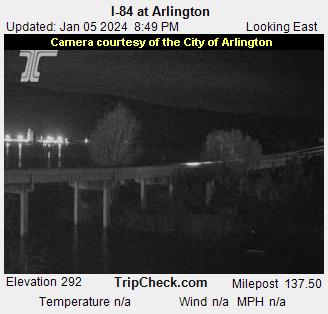 I-84 at Arlington
Updated: Jan 05 2024 8:49 PM Looking East
Camera courtesy of the City of Arlington
Elevation 292 TripCheck.com Milepost 137.50
Temperature n/a Wind n/a MPH n/a